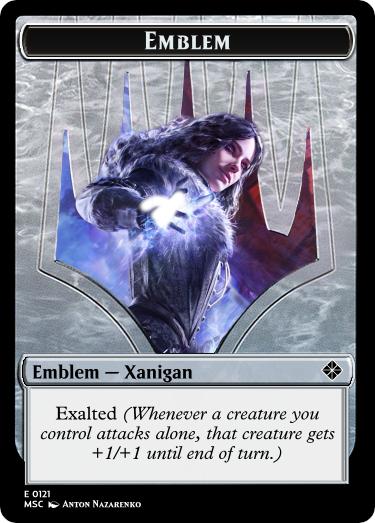 EMBLEM
Emblem — Xanigan
Exalted (Whenever a creature you
control attacks alone, that creature gets
+1/+1 until end of turn.)
E 0121
MSC ANTON NAZARENKO